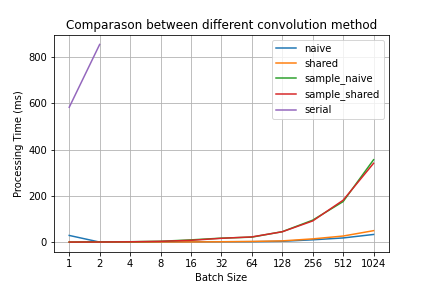 Comparason between different convolution method
naive
shared
sample_naive
sample_shared
serial
Processing Time (ms)
800
600
400
200
0
1 2 4 8 16 32 64 128 256 512 1024
Batch Size